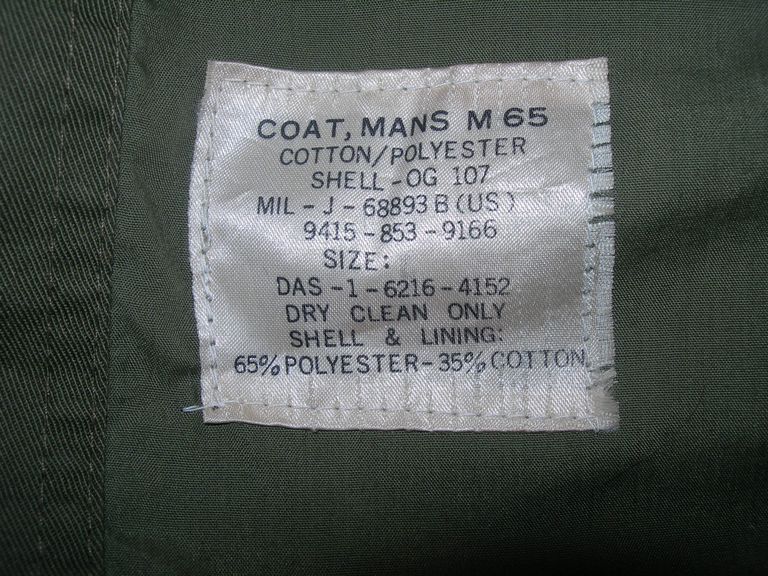 COAT, MANS M 65
COTTON/POLYESTER
SHELL - OG 107
MIL - J - 68893 B (US)
9415 - 853 - 9166
SIZE:
DAS - 1 - 6216 - 4152
DRY CLEAN ONLY
SHELL & LINING:
65% POLYESTER - 35% COTTON